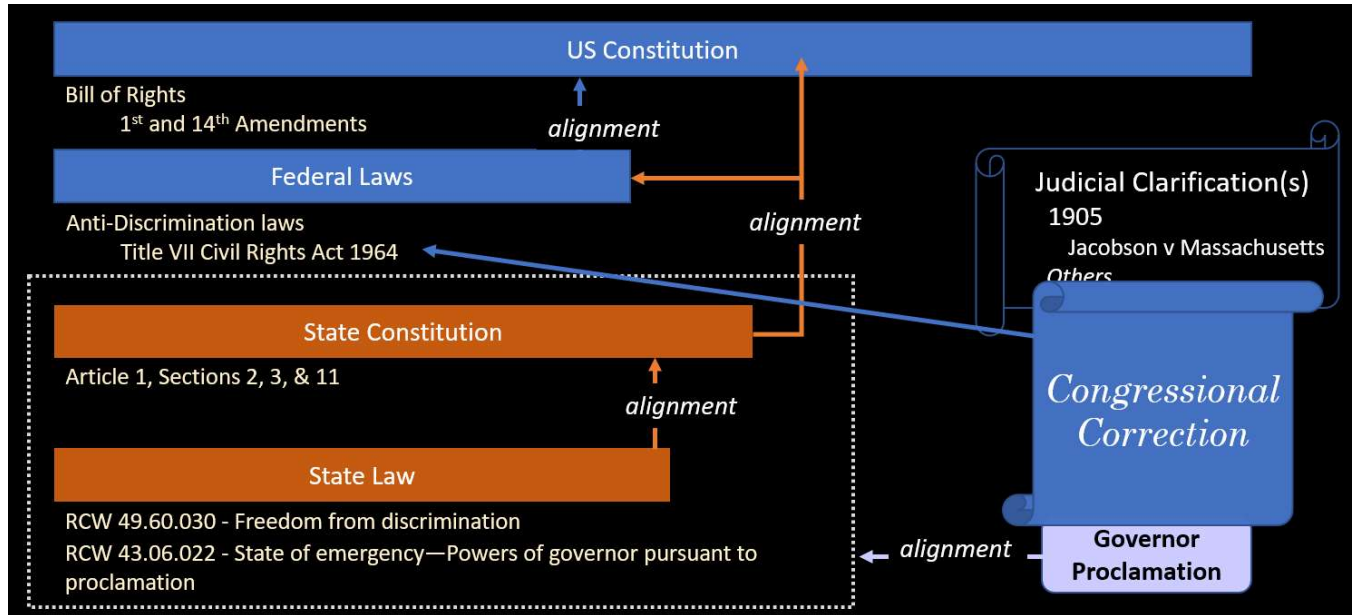 US Constitution
Bill of Rights
1st and 14th Amendments
alignment
Federal Laws
Anti-Discrimination laws
Title VII Civil Rights Act 1964
alignment
Judicial Clarification(s)
1905
Jacobson v Massachusetts
Others
State Constitution
Article 1, Sections 2, 3, & 11
alignment
Congressional
Correction
State Law
RCW 49.60.030 - Freedom from discrimination
RCW 43.06.022 - State of emergency—Powers of governor pursuant to
proclamation
alignment
Governor
Proclamation